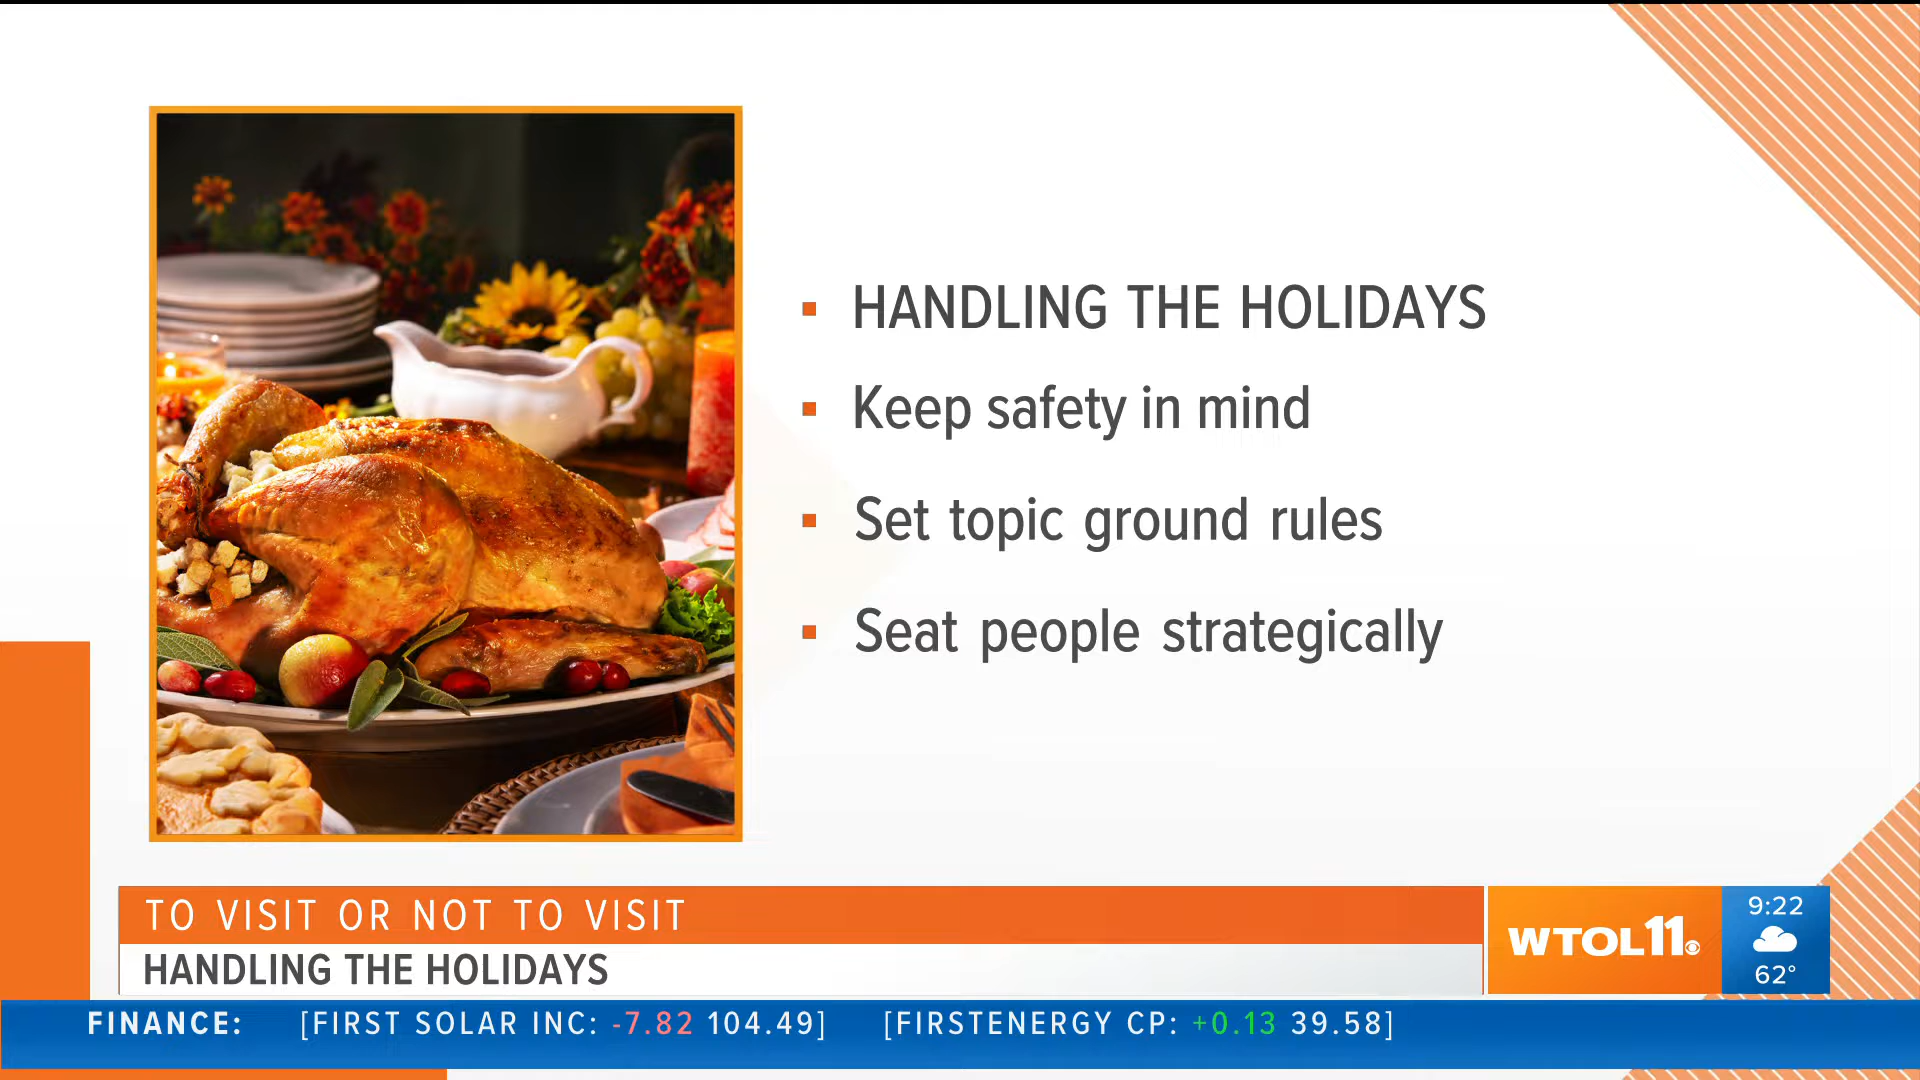 HANDLING THE HOLIDAYS
Keep safety in mind
Set topic ground rules
Seat people strategically
TO VISIT OR NOT TO VISIT
HANDLING THE HOLIDAYS
WTOL11
9:22
62°
FINANCE: [FIRST SOLAR INC: -7.82 104.49] [FIRSTENERGY CP: +0.13 39.58]